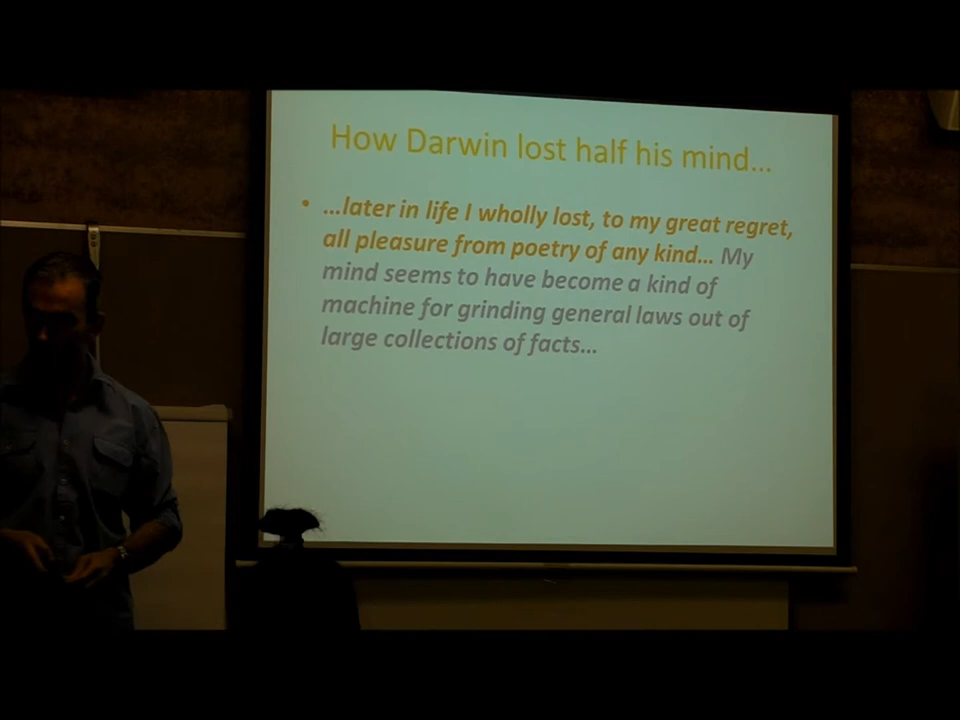 How Darwin lost half his mind...
• ...later in life I wholly lost, to my great regret,
all pleasure from poetry of any kind... My
mind seems to have become a kind of
machine for grinding general laws out of
large collections of facts...